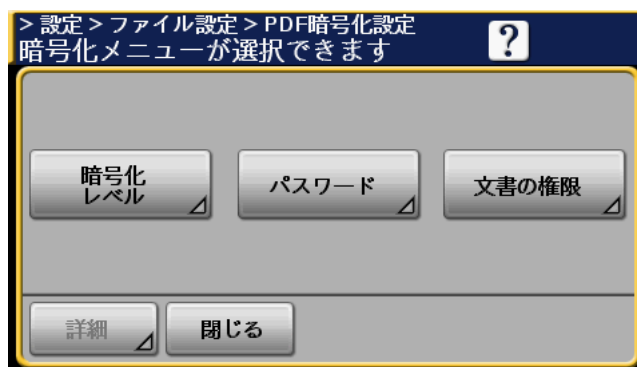 > 設定 > ファイル設定 > PDF暗号化設定
暗号化メニューが選択できます
?
暗号化
レベル
パスワード
文書の権限
詳細
閉じる